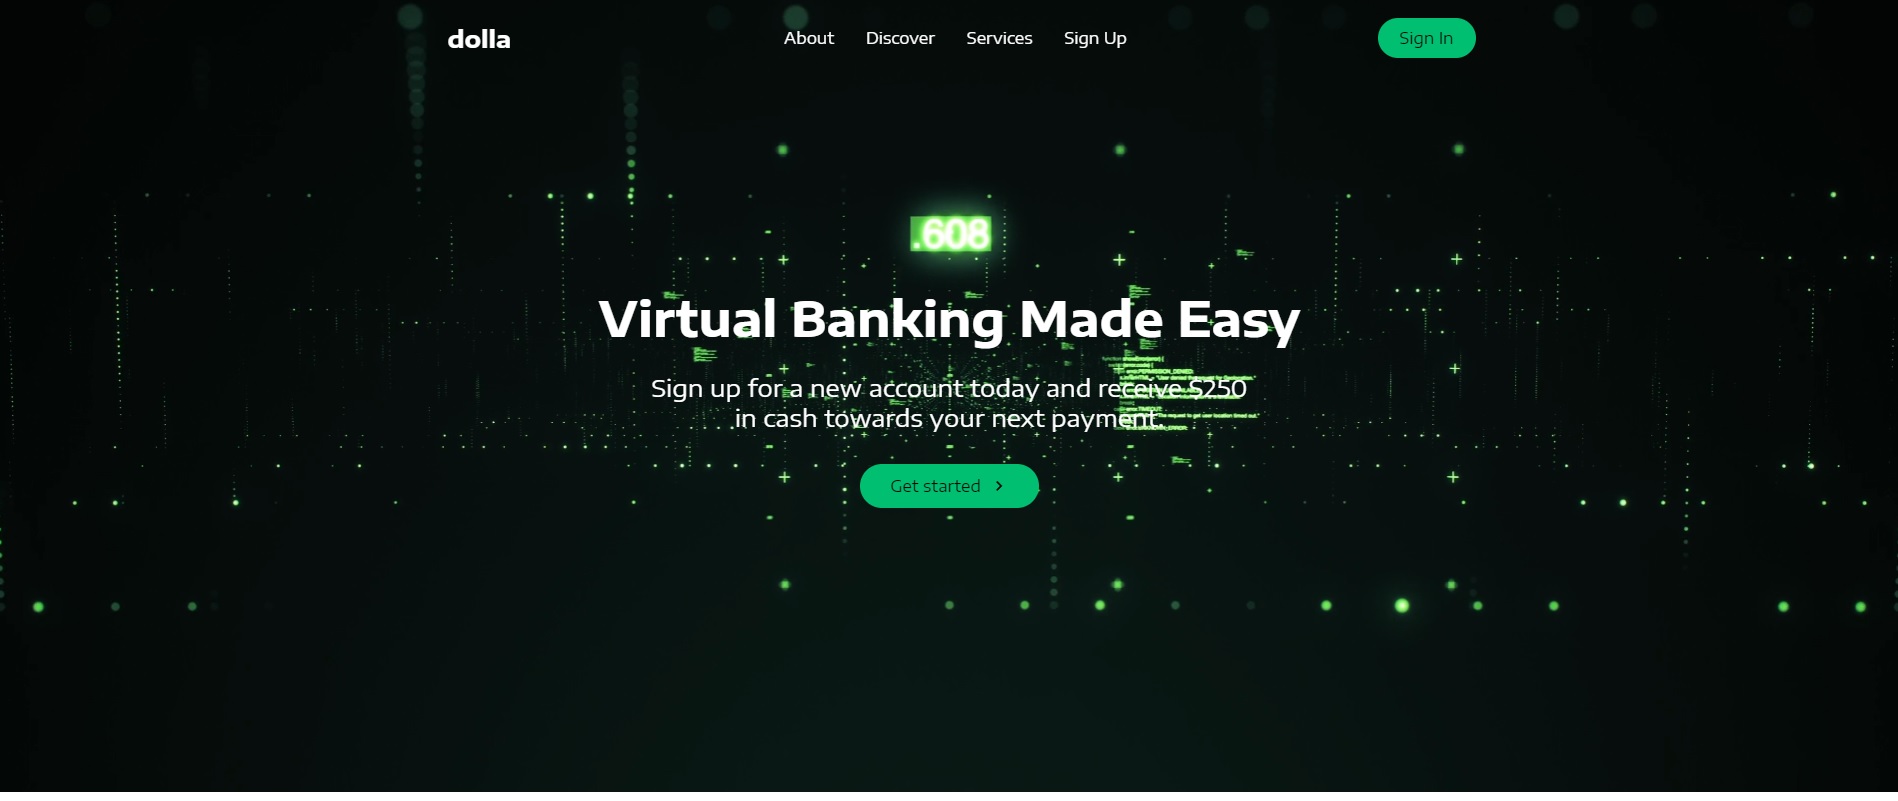 dolla
About Discover Services Sign Up
Sign In
.608
Virtual Banking Made Easy
Sign up for a new account today and receive $250
in cash towards your next payment.
Get started